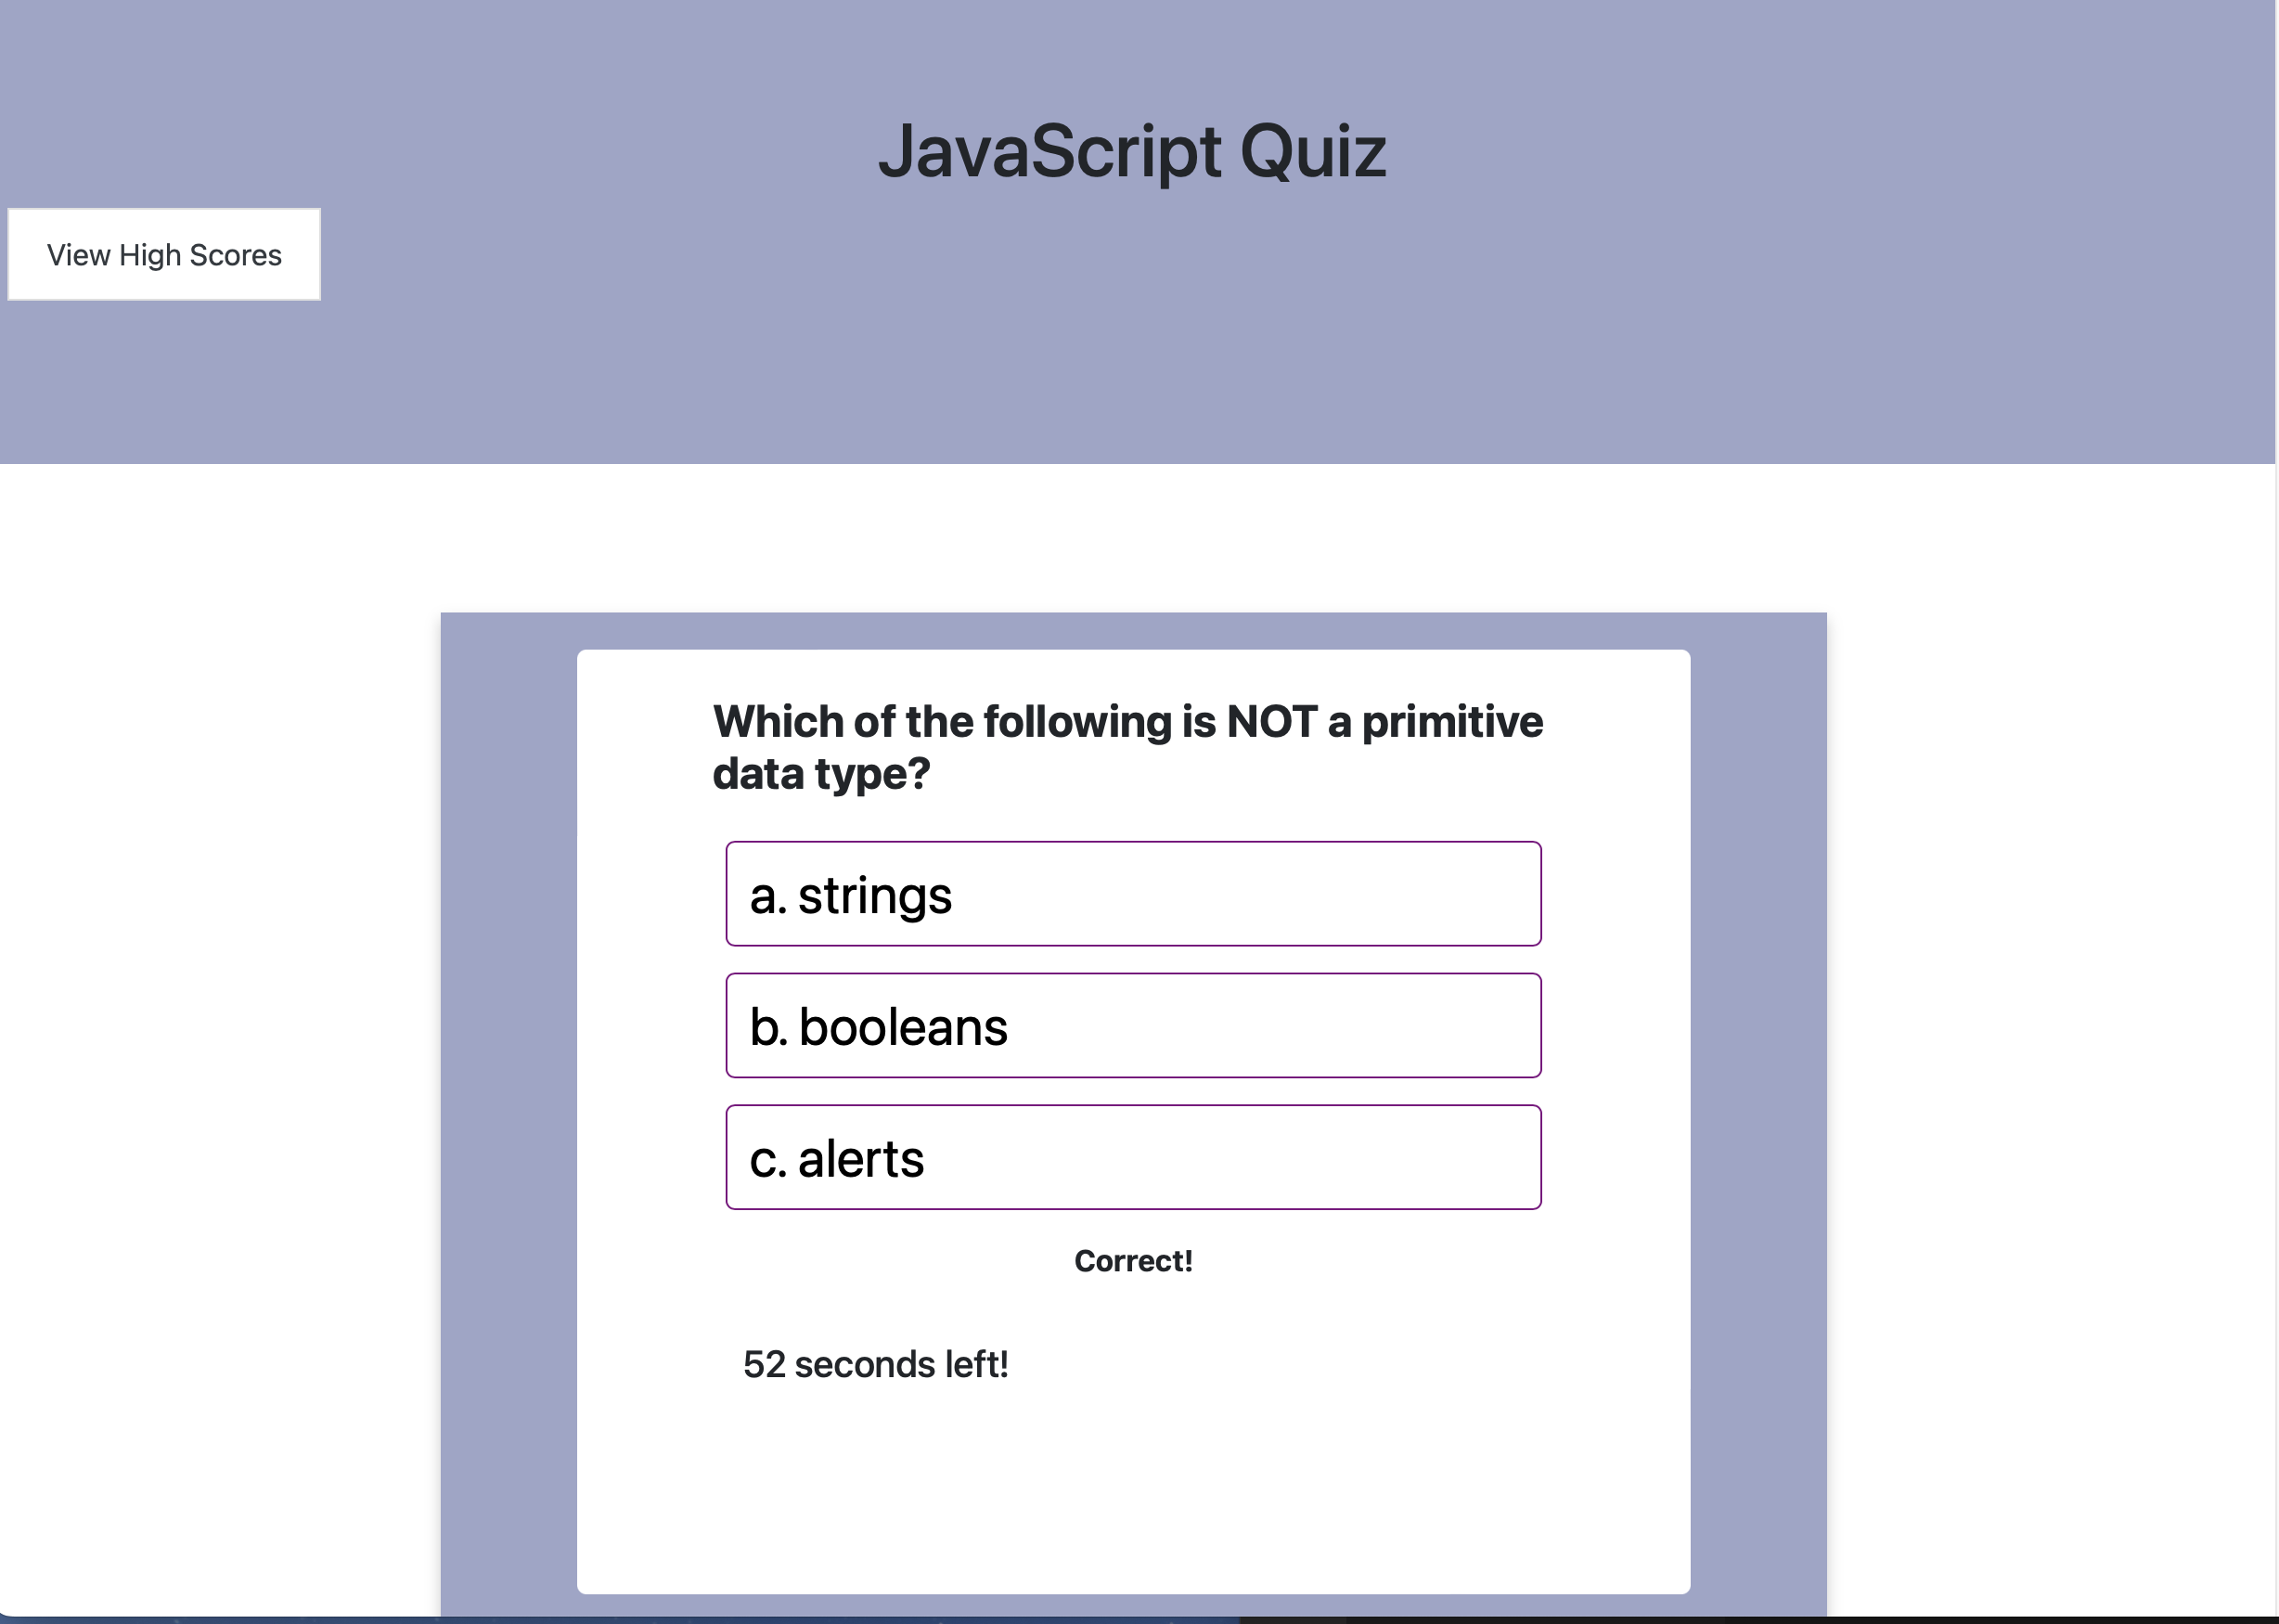 JavaScript Quiz
View High Scores
Which of the following is NOT a primitive
data type?
a. strings
b. booleans
c. alerts
Correct!
52 seconds left!